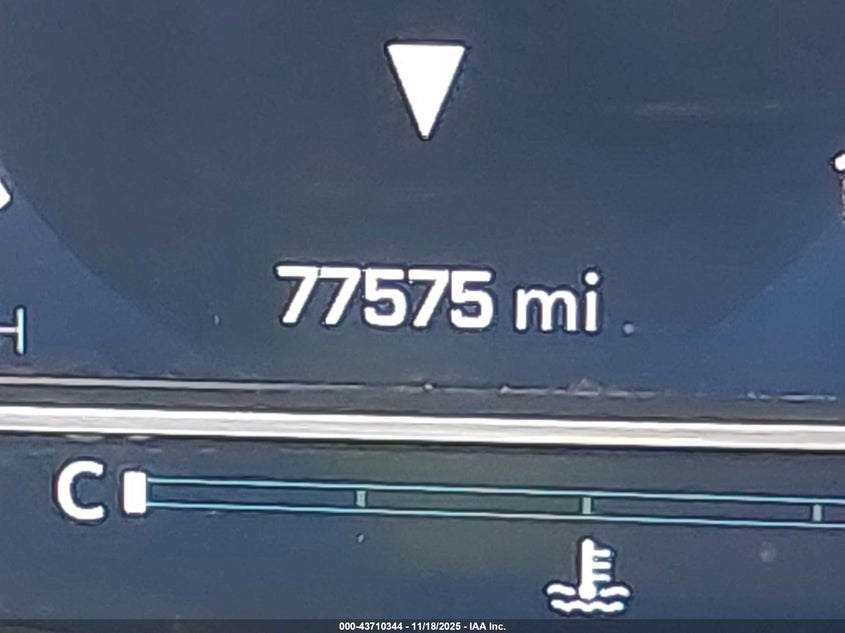 77575 mi
H
C
000-43710344 - 11/18/2025 - IAA Inc.